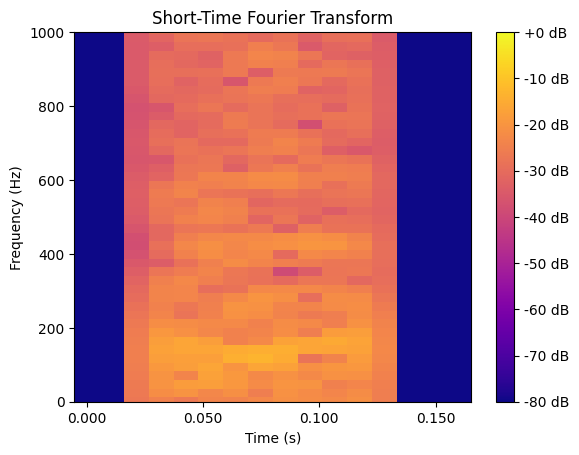 Short-Time Fourier Transform
Frequency (Hz)
1000
800
600
400
200
0
0.000 0.050 0.100 0.150
Time (s)
+0 dB
-10 dB
-20 dB
-30 dB
-40 dB
-50 dB
-60 dB
-70 dB
-80 dB